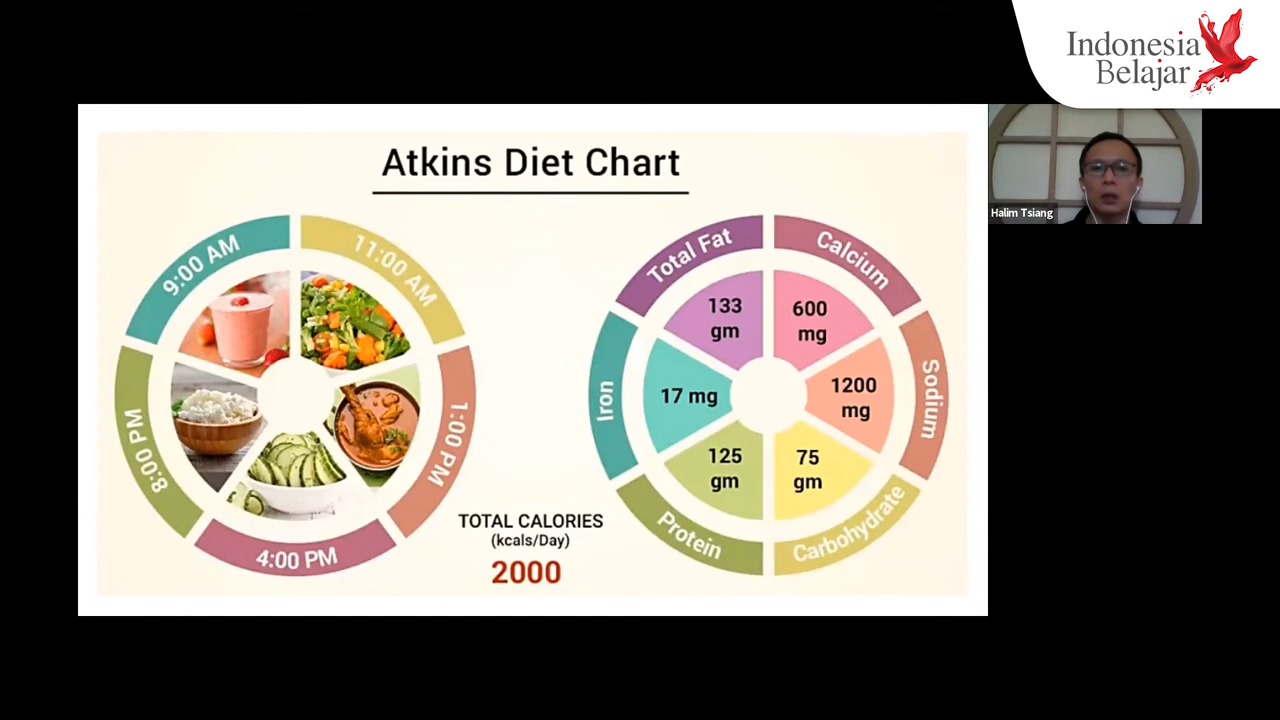 Indonesia
Belajar
Halim Tsiang
Atkins Diet Chart
9:00 AM
11:00 AM
1:00 PM
4:00 PM
8:00 PM
TOTAL CALORIES
(kcals/Day)
2000
Total Fat
133
gm
Calcium
600
mg
Sodium
1200
mg
Carbohydrate
75
gm
Protein
125
gm
Iron
17 mg